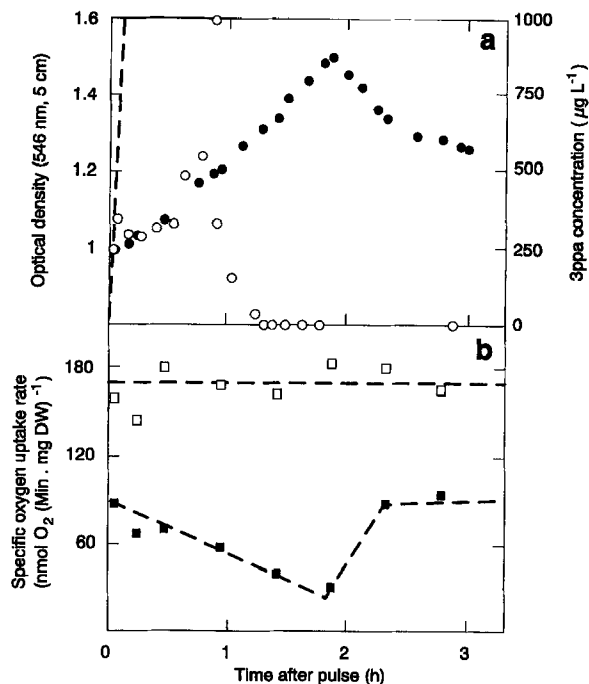 a
1.6
1.4
1.2
1
Optical density (546 nm, 5 cm)
1000
750
500
250
0
3ppa concentration ( µg L⁻¹)
b
180
120
60
Specific oxygen uptake rate
(nmol O₂ (Min . mg DW) ⁻¹)
0
1
2
3
Time after pulse (h)